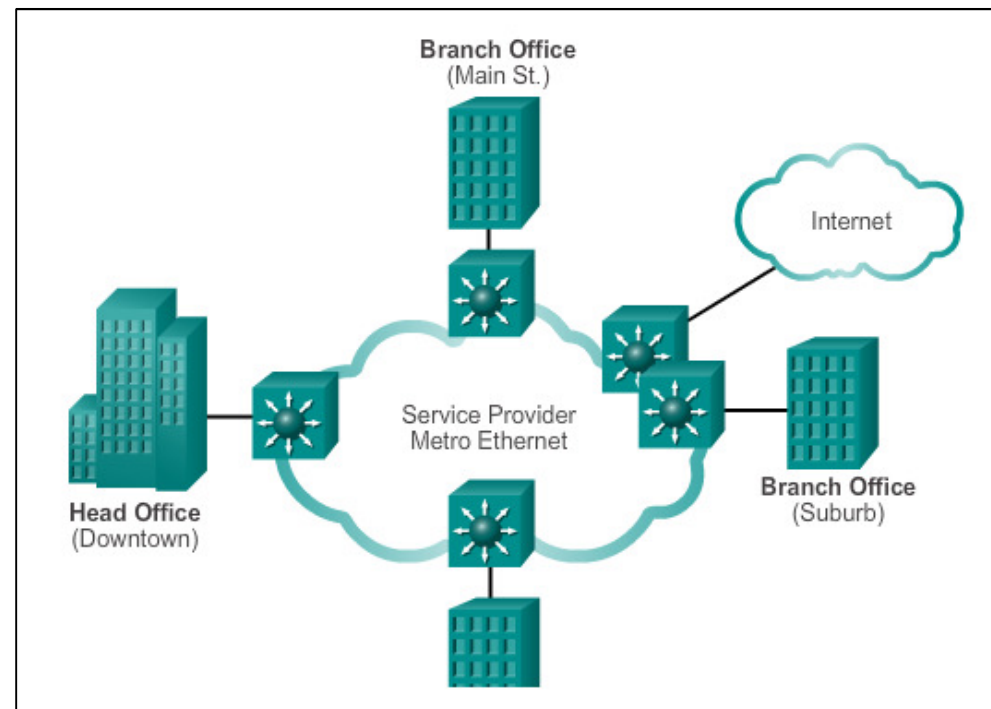 Branch Office
(Main St.)
Internet
Service Provider
Metro Ethernet
Head Office
(Downtown)
Branch Office
(Suburb)